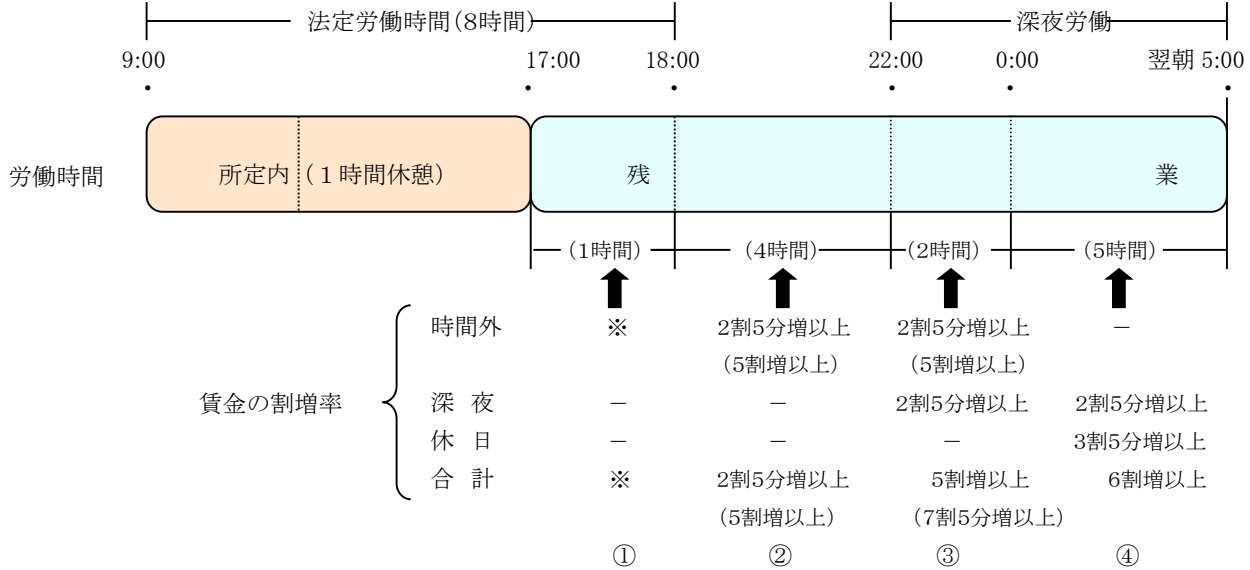 法定労働時間(8時間) 深夜労働
9:00 17:00 18:00 22:00 0:00 翌朝 5:00
労働時間 所定内 (1時間休憩) 残 業
(1時間) (4時間) (2時間) (5時間)
時間外 ※ 2割5分増以上 2割5分増以上 －
(5割増以上) (5割増以上)
賃金の割増率 深 夜 － － 2割5分増以上 2割5分増以上
休 日 － － － 3割5分増以上
合 計 ※ 2割5分増以上 5割増以上 6割増以上
(5割増以上) (7割5分増以上)
① ② ③ ④